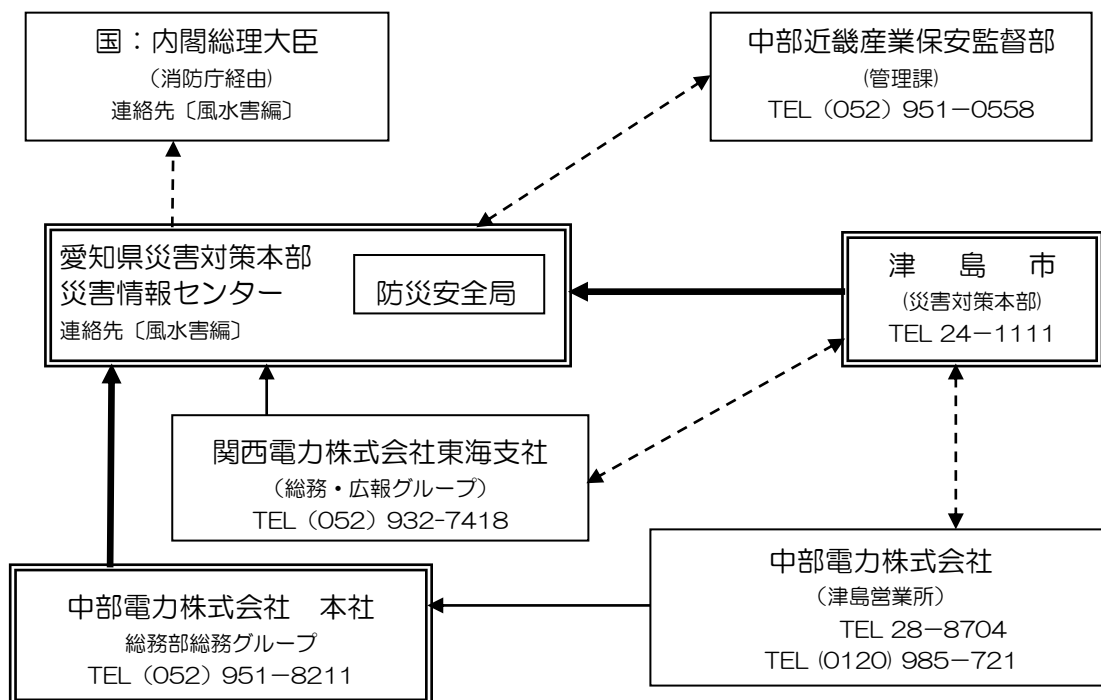 国：内閣総理大臣
（消防庁経由)
連絡先〔風水害編〕
中部近畿産業保安監督部
(管理課)
TEL（052）951－0558
愛知県災害対策本部
災害情報センター
連絡先〔風水害編〕
防災安全局
津　島　市
(災害対策本部)
TEL 24－1111
関西電力株式会社東海支社
（総務・広報グループ）
TEL（052）932-7418
中部電力株式会社　本社
総務部総務グループ
TEL（052）951－8211
中部電力株式会社
（津島営業所）
TEL 28－8704
TEL (0120) 985－721